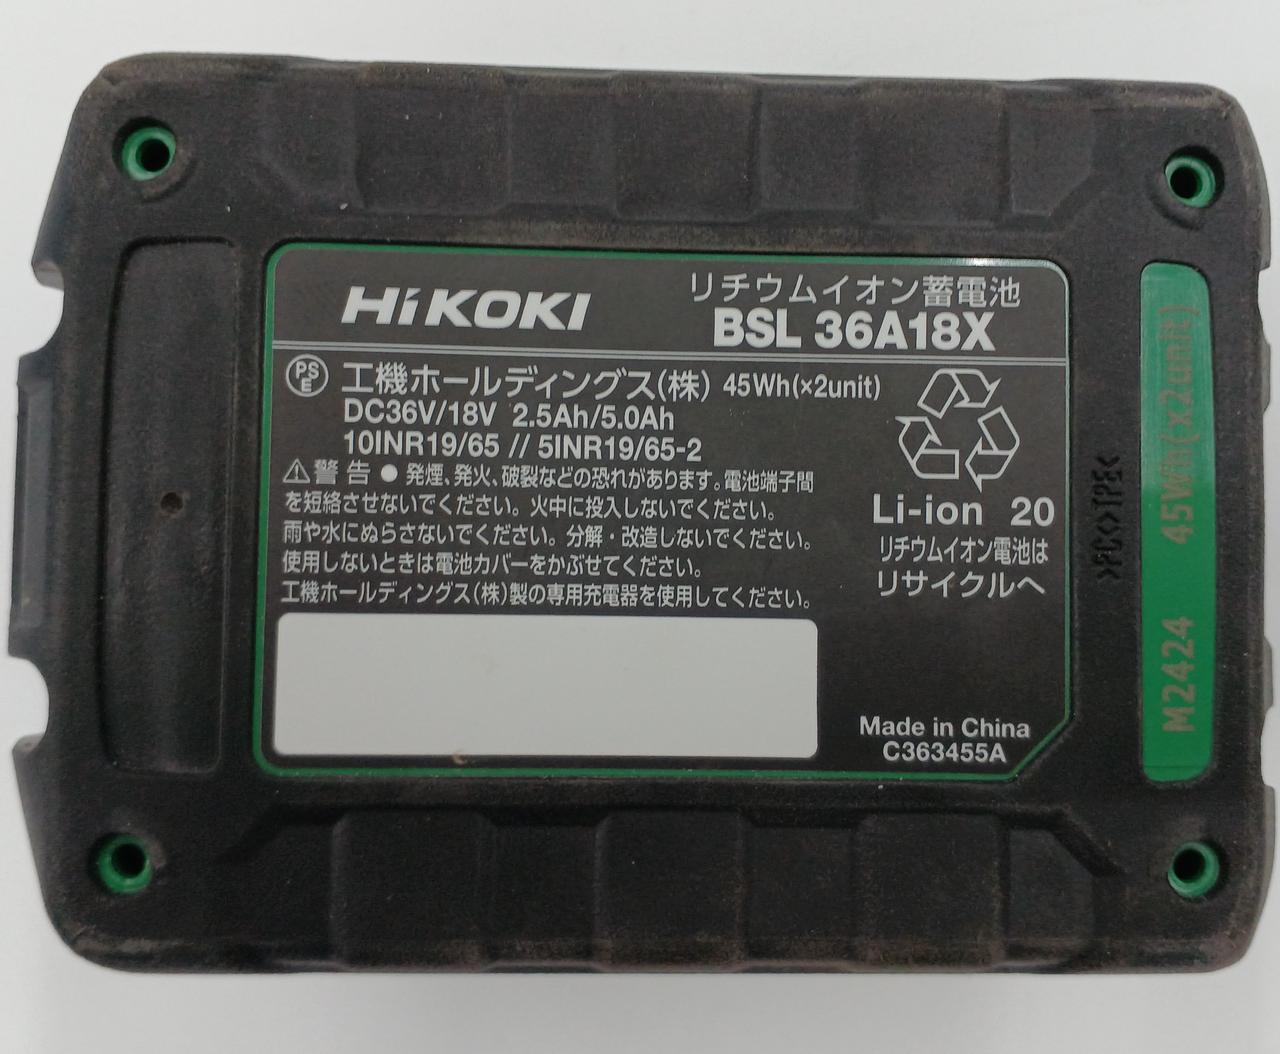 HiKOKI
リチウムイオン蓄電池
BSL 36A18X
PSE 工機ホールディングス(株) 45Wh(×2unit)
DC36V/18V 2.5Ah/5.0Ah
10INR19/65 // 5INR19/65-2
⚠警告 ● 発煙、発火、破裂などの恐れがあります。電池端子間
を短絡させないでください。火中に投入しないでください。
雨や水にぬらさないでください。分解・改造しないでください。
使用しないときは電池カバーをかぶせてください。
工機ホールディングス(株)製の専用充電器を使用してください。
Li-ion 20
リチウムイオン電池は
リサイクルへ
Made in China
C363455A
M2424 45Wh(x2unit)